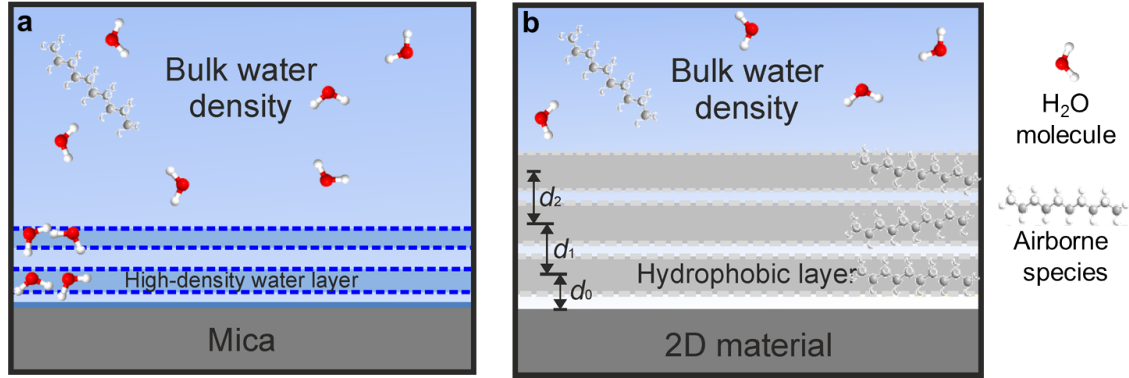 a
Bulk water
density
High-density water layer
Mica
b
Bulk water
density
d2
d1
Hydrophobic layer
d0
2D material
H2O
molecule
Airborne
species